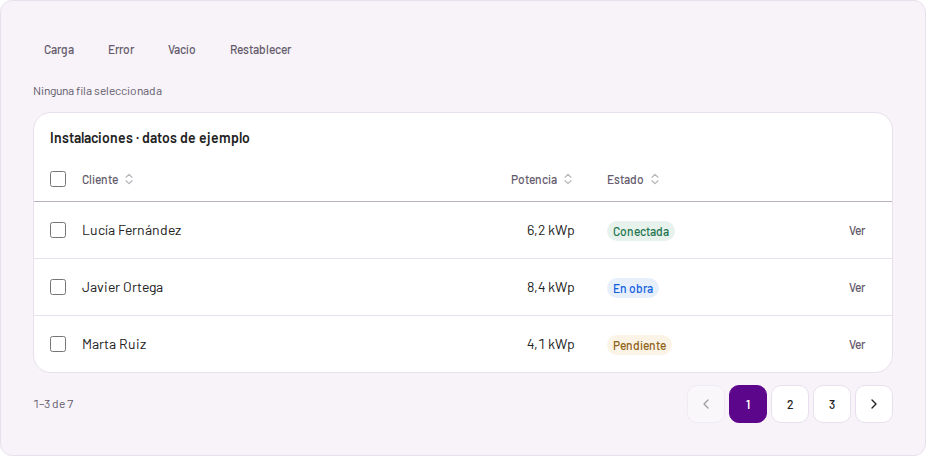 Carga Error Vacío Restablecer
Ninguna fila seleccionada
Instalaciones · datos de ejemplo
Cliente Potencia Estado
Lucía Fernández 6,2 kWp Conectada Ver
Javier Ortega 8,4 kWp En obra Ver
Marta Ruiz 4,1 kWp Pendiente Ver
1–3 de 7 1 2 3